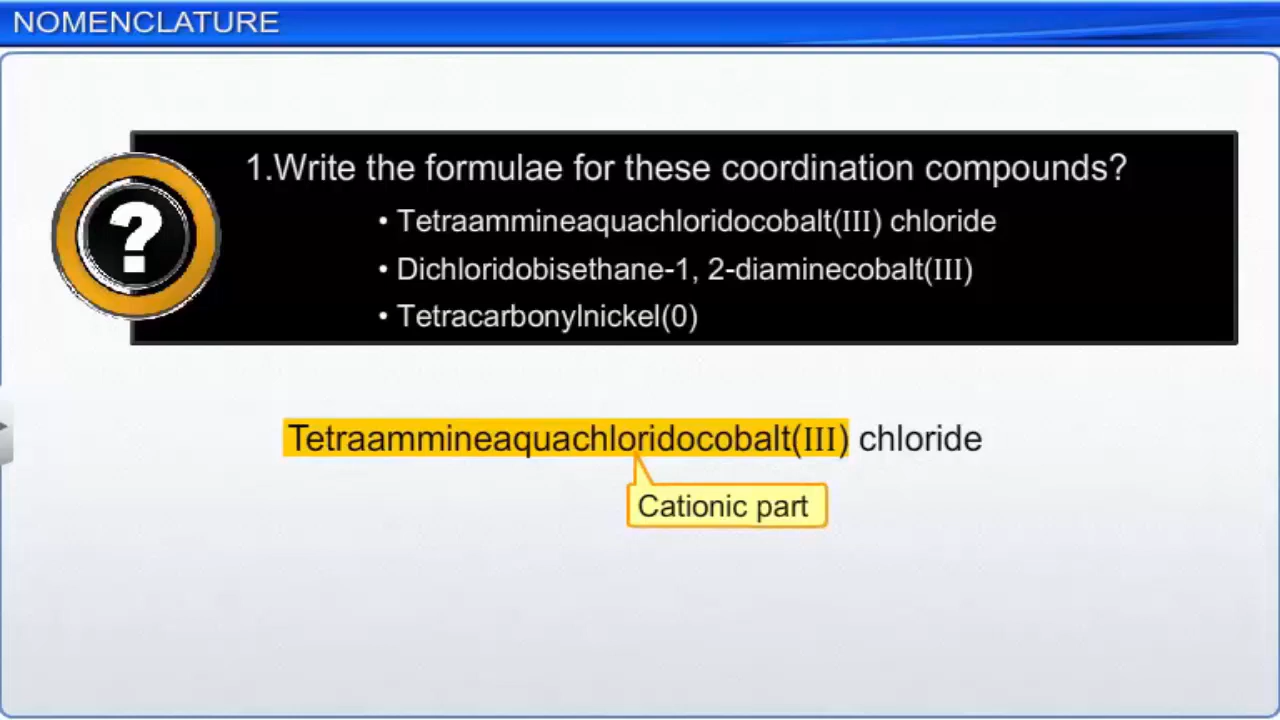 NOMENCLATURE
1.Write the formulae for these coordination compounds?
• Tetraammineaquachloridocobalt(III) chloride
• Dichloridobisethane-1, 2-diaminecobalt(III)
• Tetracarbonylnickel(0)
?
Tetraammineaquachloridocobalt(III) chloride
Cationic part